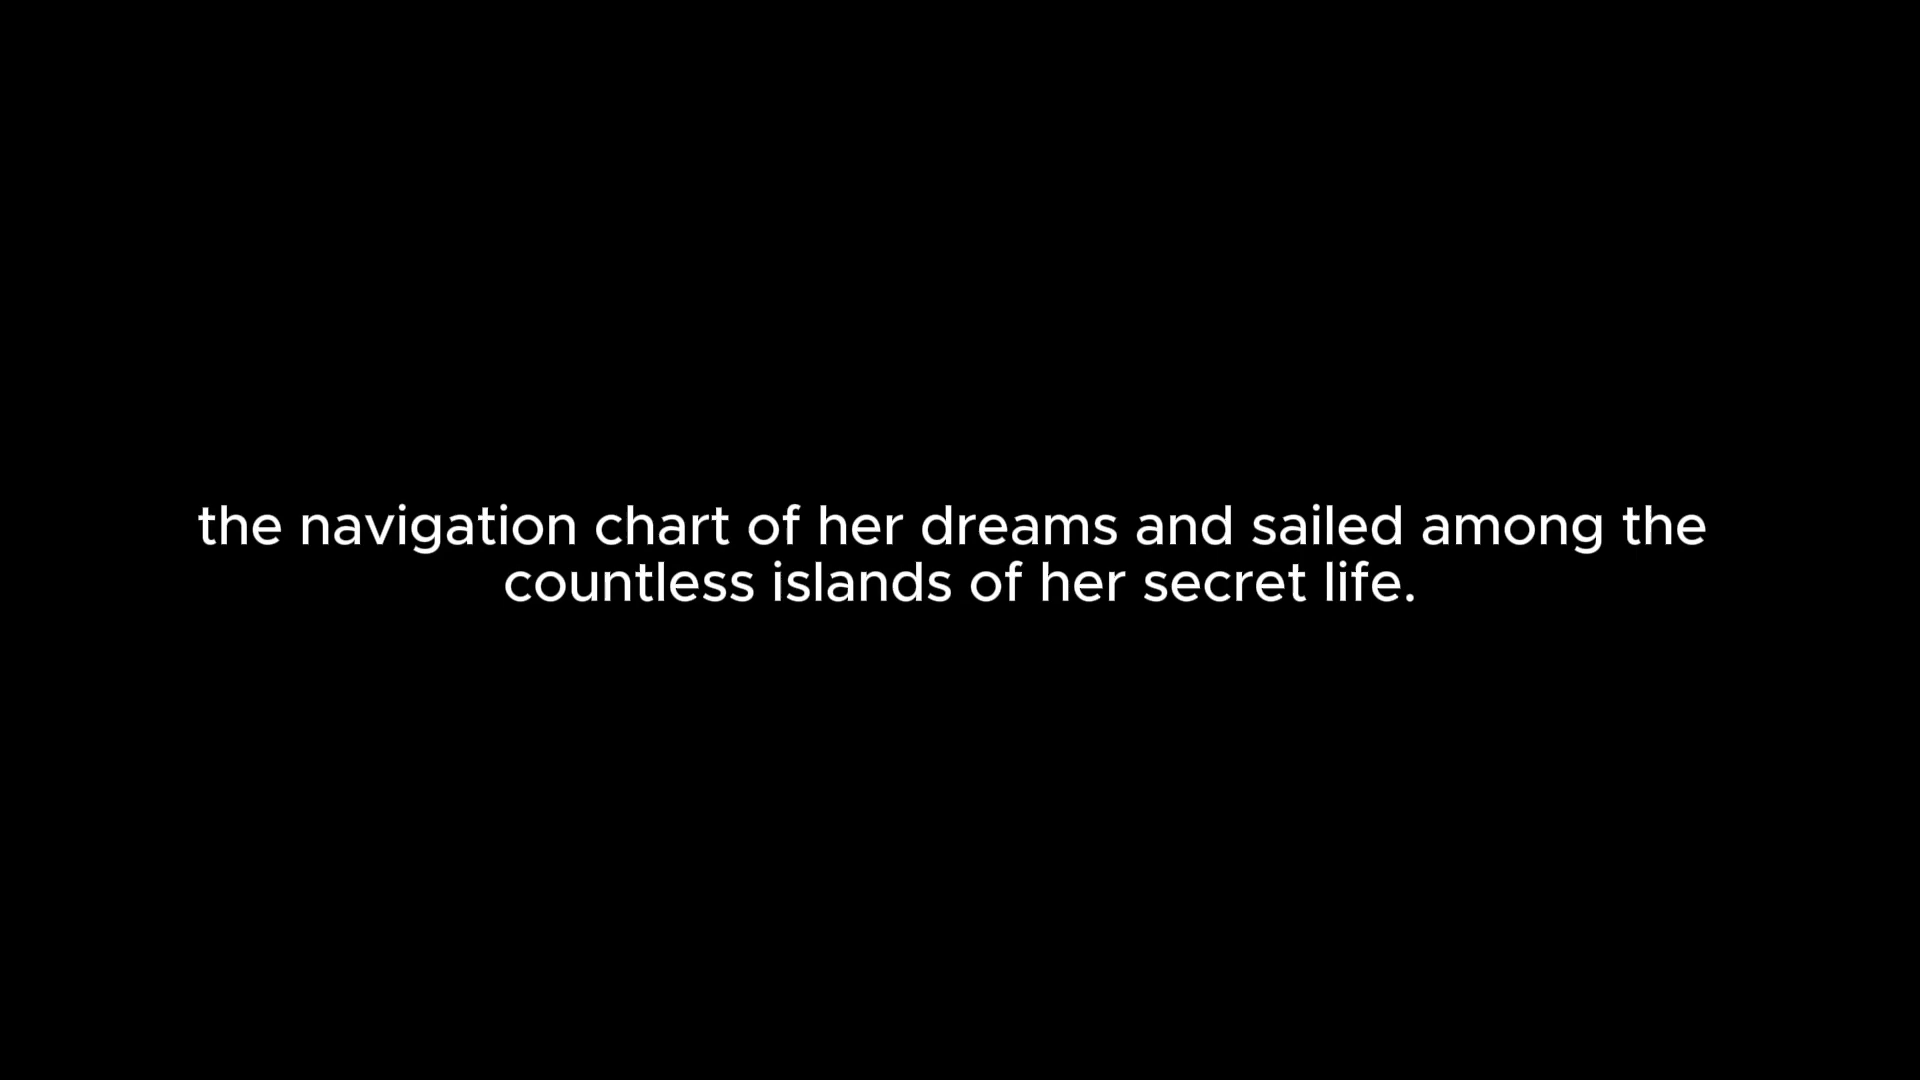 the navigation chart of her dreams and sailed among the
countless islands of her secret life.